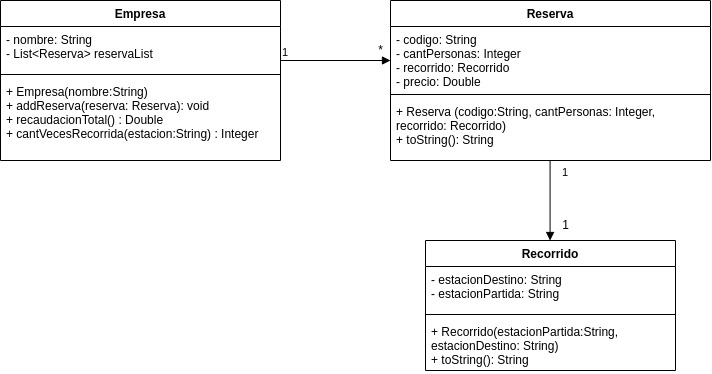 Empresa
- nombre: String
- List<Reserva> reservaList
+ Empresa(nombre:String)
+ addReserva(reserva: Reserva): void
+ recaudacionTotal() : Double
+ cantVecesRecorrida(estacion:String) : Integer
1
*
Reserva
- codigo: String
- cantPersonas: Integer
- recorrido: Recorrido
- precio: Double
+ Reserva (codigo:String, cantPersonas: Integer,
recorrido: Recorrido)
+ toString(): String
1
1
Recorrido
- estacionDestino: String
- estacionPartida: String
+ Recorrido(estacionPartida:String,
estacionDestino: String)
+ toString(): String